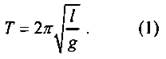 T = 2π√(l/g) . (1)